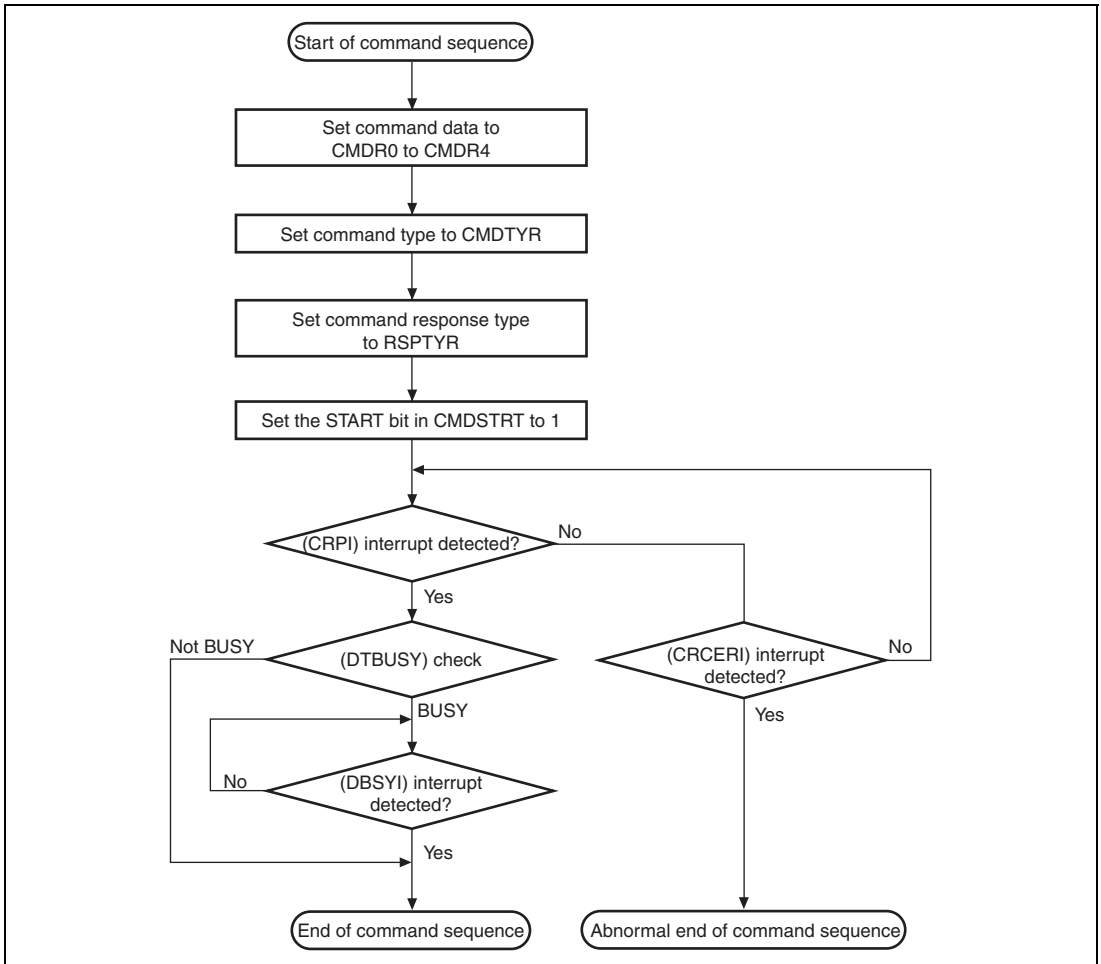 Start of command sequence
Set command data to
CMDR0 to CMDR4
Set command type to CMDTYR
Set command response type
to RSPTYR
Set the START bit in CMDSTRT to 1
(CRPI) interrupt detected?
No
Yes
Not BUSY
(DTBUSY) check
(CRCERI) interrupt
detected?
No
BUSY
Yes
No
(DBSYI) interrupt
detected?
Yes
End of command sequence
Abnormal end of command sequence